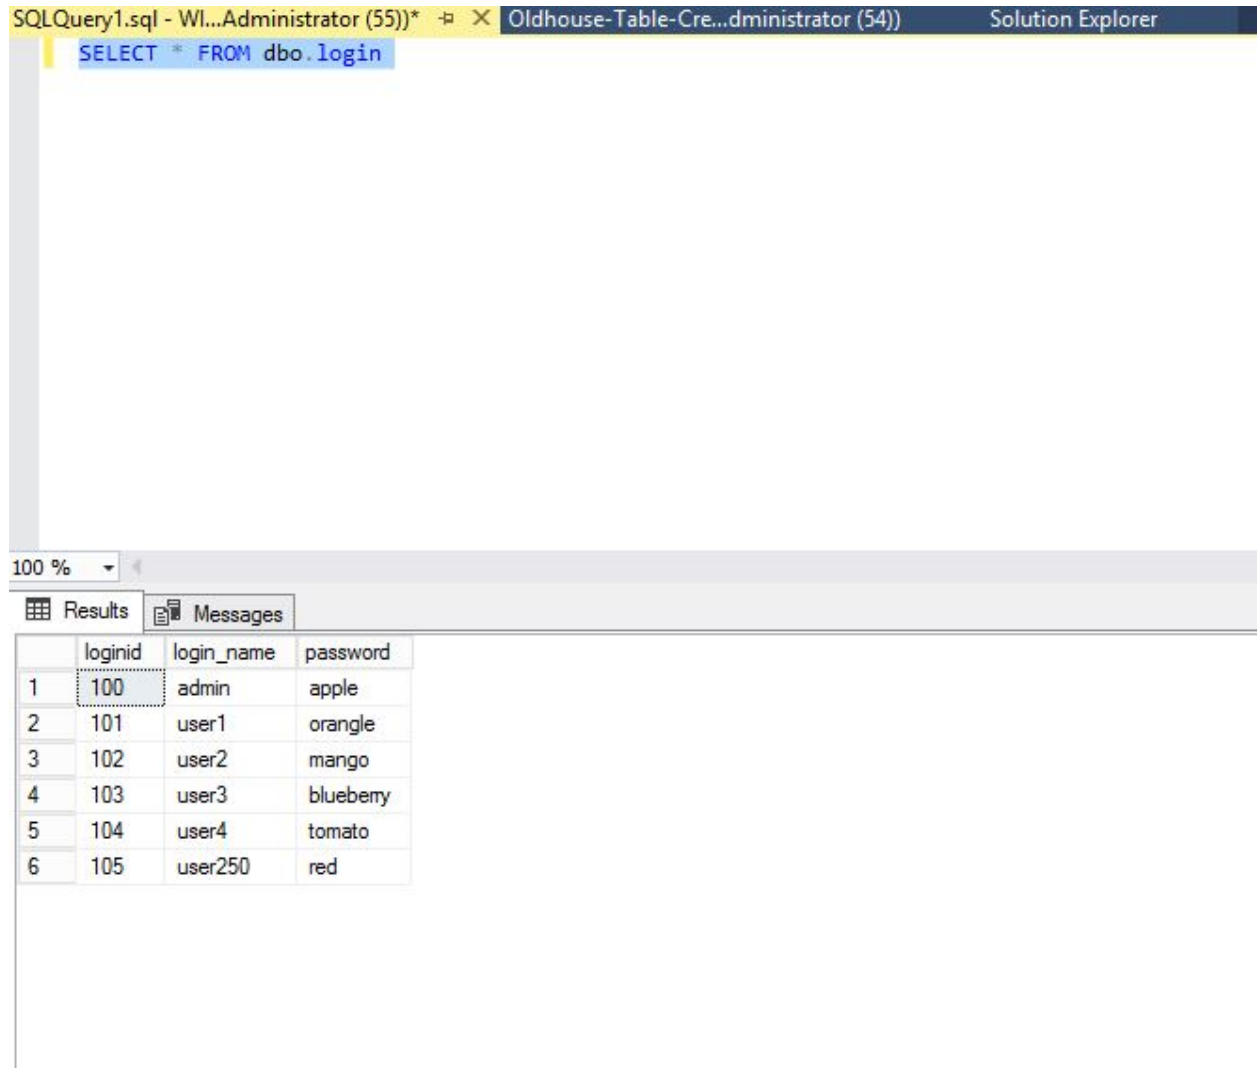 SQLQuery1.sql - WI...Administrator (55))* Oldhouse-Table-Cre...dministrator (54)) Solution Explorer
SELECT * FROM dbo.login
100 %
Results Messages
loginid login_name password
1 100 admin apple
2 101 user1 orangle
3 102 user2 mango
4 103 user3 blueberry
5 104 user4 tomato
6 105 user250 red